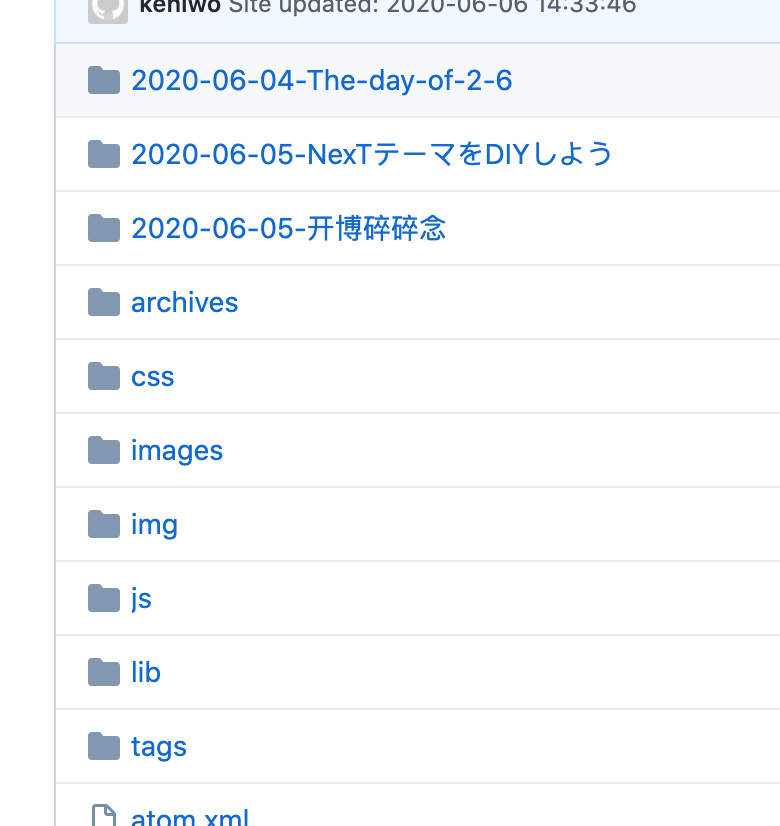 keniwo Site updated: 2020-06-06 14:33:46
2020-06-04-The-day-of-2-6
2020-06-05-NexTテーマをDIYしよう
2020-06-05-开博碎碎念
archives
css
images
img
js
lib
tags
atom.xml